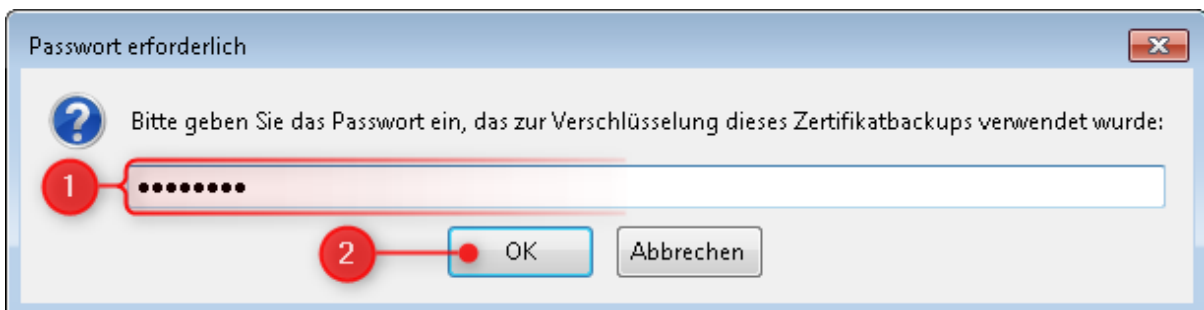 Passwort erforderlich
Bitte geben Sie das Passwort ein, das zur Verschlüsselung dieses Zertifikatbackups verwendet wurde:
1 ●●●●●●●●
2 OK Abbrechen